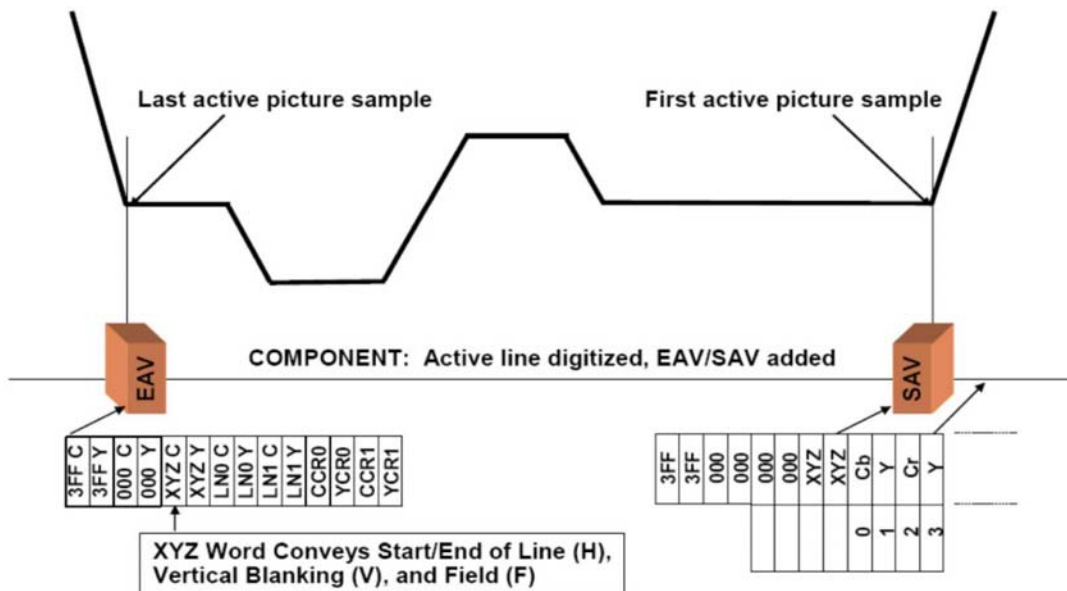 Last active picture sample
First active picture sample
EAV
COMPONENT: Active line digitized, EAV/SAV added
SAV
3FF C
3FF Y
000 C
000 Y
XYZ C
XYZ Y
LN0 C
LN0 Y
LN1 C
LN1 Y
CCR0
YCR0
CCR1
YCR1
3FF
3FF
000
000
000
000
XYZ
XYZ
Cb
Y
Cr
Y
0
1
2
3
XYZ Word Conveys Start/End of Line (H),
Vertical Blanking (V), and Field (F)